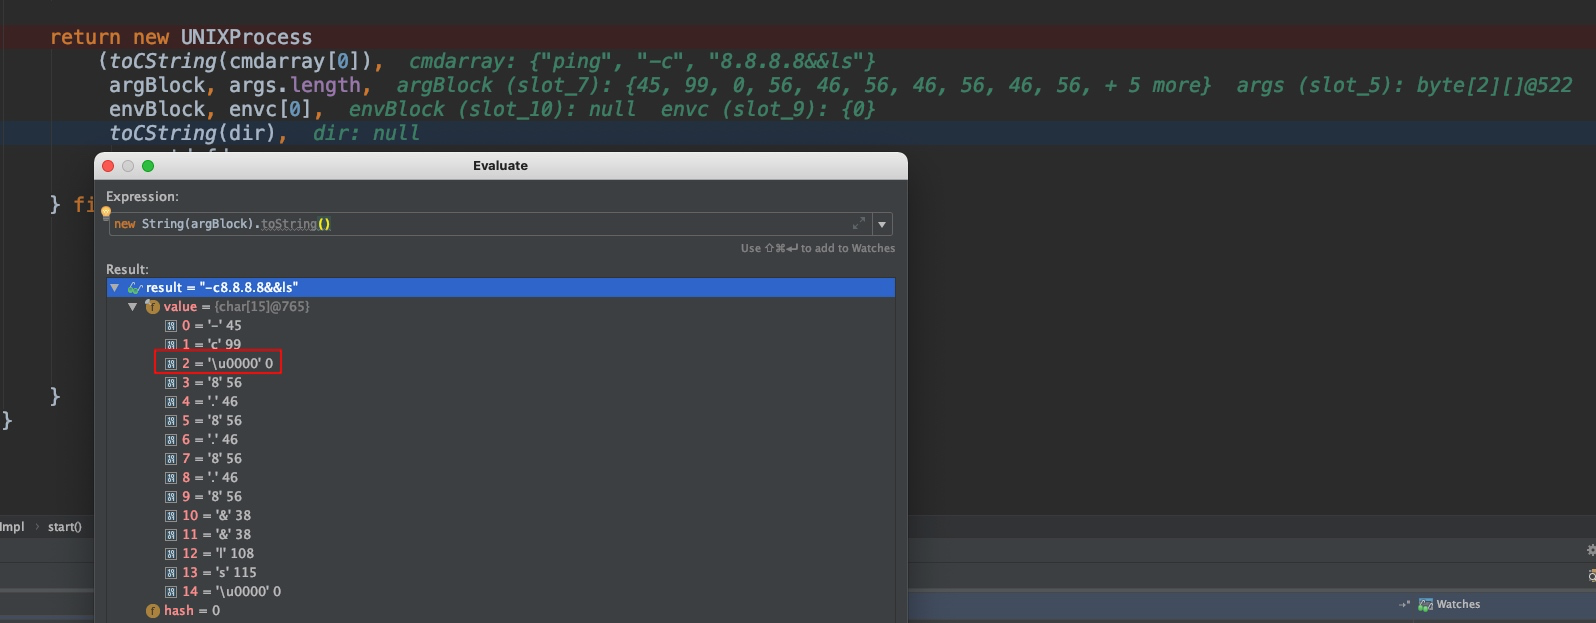 return new UNIXProcess
(toCString(cmdarray[0]), cmdarray: {"ping", "-c", "8.8.8.8&&ls"}
argBlock, args.length, argBlock (slot_7): {45, 99, 0, 56, 46, 56, 46, 56, 46, 56, + 5 more} args (slot_5): byte[2][]@522
envBlock, envc[0], envBlock (slot_10): null envc (slot_9): {0}
toCString(dir), dir: null
Evaluate
Expression:
} fi
new String(argBlock).toString()
Use ⇧⌘↩ to add to Watches
Result:
result = "-c8.8.8.8&&ls"
value = {char[15]@765}
0 = '-' 45
1 = 'c' 99
2 = '\u0000' 0
3 = '8' 56
4 = '.' 46
}
5 = '8' 56
}
6 = '.' 46
7 = '8' 56
8 = '.' 46
9 = '8' 56
10 = '&' 38
Impl › start()
11 = '&' 38
12 = 'l' 108
13 = 's' 115
14 = '\u0000' 0
Watches
f hash = 0